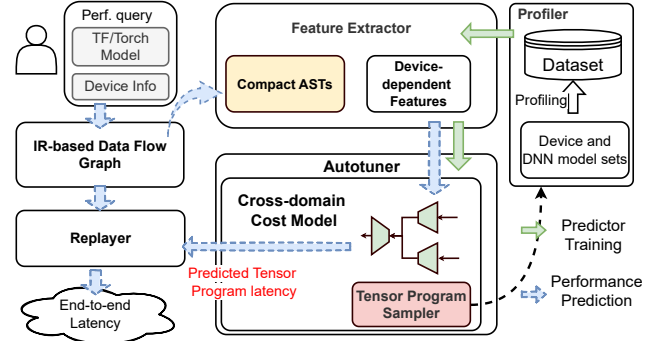 Perf. query
TF/Torch
Model
Device Info
IR-based Data Flow
Graph
Replayer
End-to-end
Latency
Feature Extractor
Compact ASTs
Device-
dependent
Features
Autotuner
Cross-domain
Cost Model
Predicted Tensor
Program latency
Tensor Program
Sampler
Profiler
Dataset
Profiling
Device and
DNN model sets
Predictor
Training
Performance
Prediction